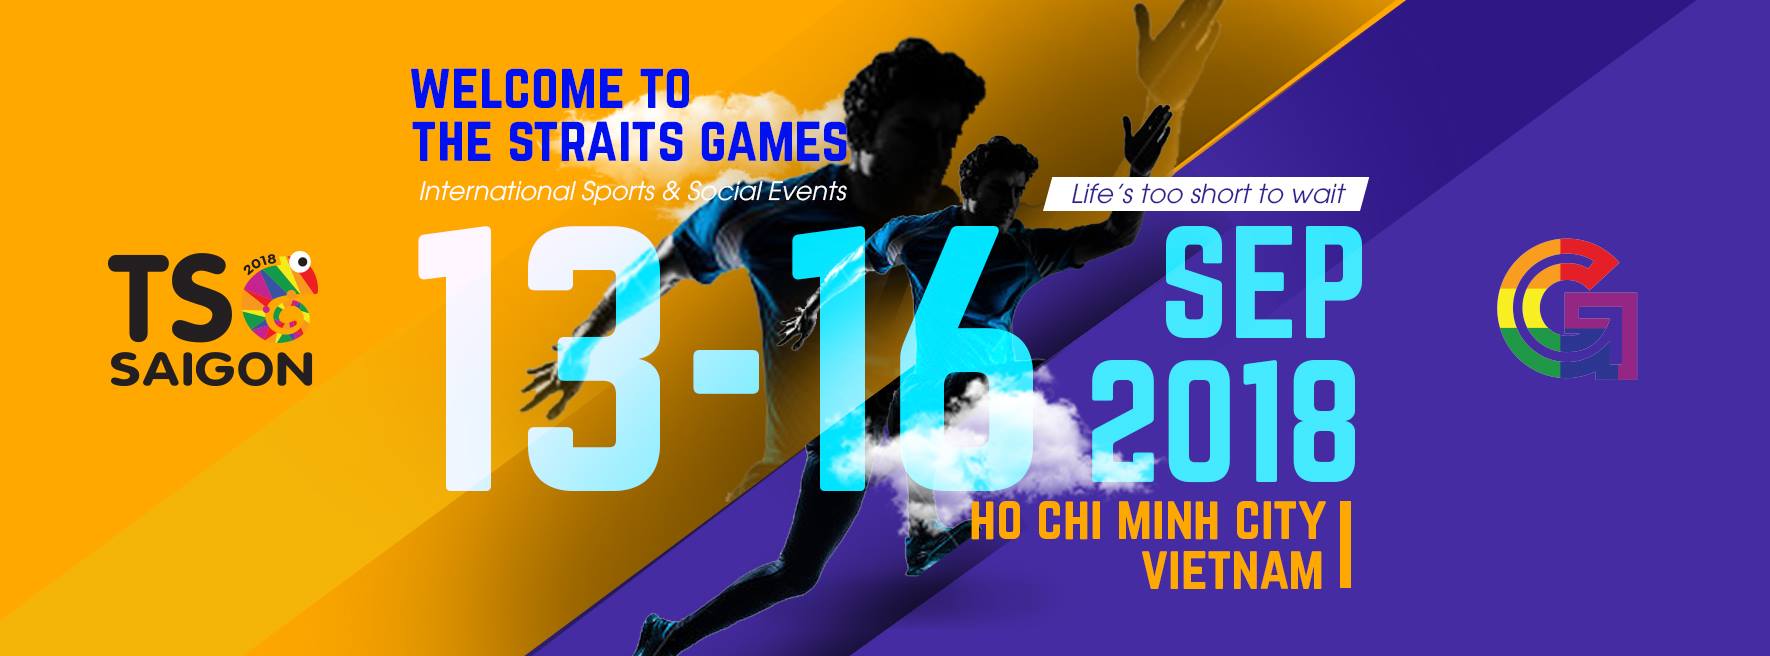 WELCOME TO
THE STRAITS GAMES
International Sports & Social Events
Life's too short to wait
13-16
SEP
2018
HO CHI MINH CITY
VIETNAM
2018
TS
SAIGON
G